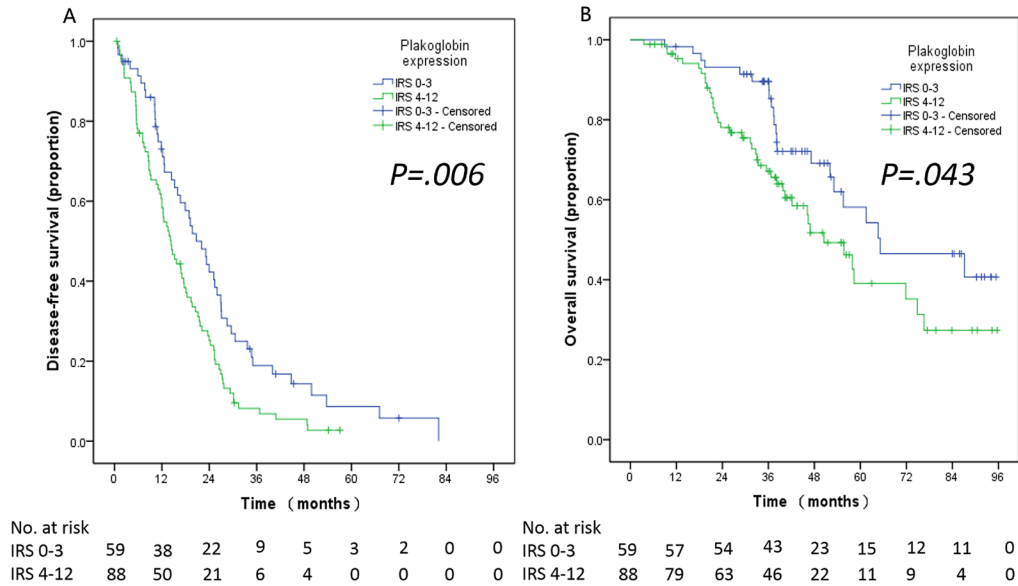 A
Plakoglobin
expression
IRS 0-3
IRS 4-12
IRS 0-3 - Censored
IRS 4-12 - Censored
P=.006
Disease-free survival (proportion)
1.0
0.8
0.6
0.4
0.2
0.0
0 12 24 36 48 60 72 84 96
Time （months）
No. at risk
IRS 0-3 59 38 22 9 5 3 2 0 0
IRS 4-12 88 50 21 6 4 0 0 0 0
B
Plakoglobin
expression
IRS 0-3
IRS 4-12
IRS 0-3 - Censored
IRS 4-12 - Censored
P=.043
Overall survival (proportion)
1.0
0.8
0.6
0.4
0.2
0.0
0 12 24 36 48 60 72 84 96
Time （months）
No. at risk
IRS 0-3 59 57 54 43 23 15 12 11 0
IRS 4-12 88 79 63 46 22 11 9 4 0